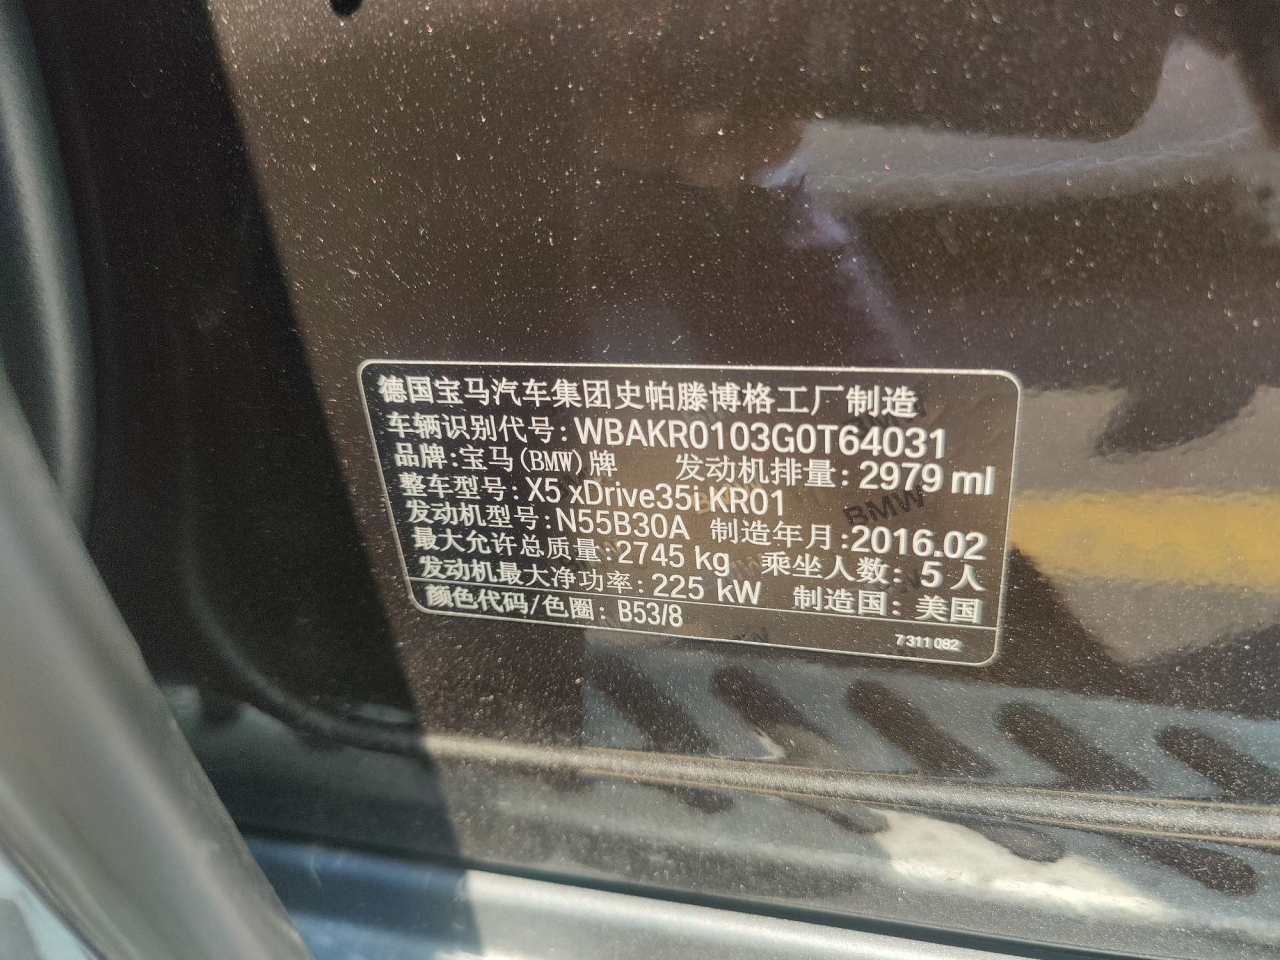 德国宝马汽车集团史帕滕博格工厂制造
车辆识别代号: WBAKR0103G0T64031
品牌: 宝马(BMW)牌 发动机排量: 2979 ml
整车型号: X5 xDrive35i KR01
发动机型号: N55B30A 制造年月: 2016.02
最大允许总质量: 2745 kg 乘坐人数: 5 人
发动机最大净功率: 225 kW 制造国: 美国
颜色代码/色圈: B53/8
7311082